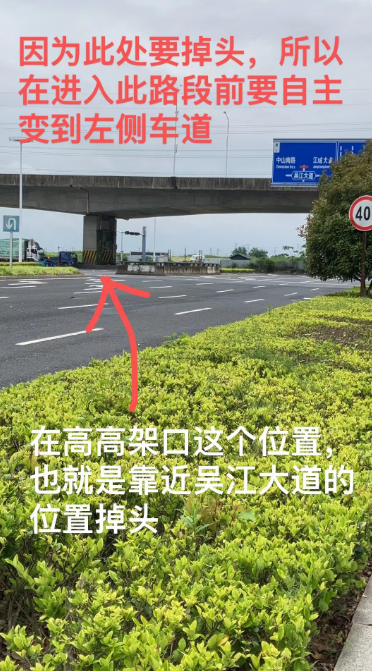 因为此处要掉头，所以
在进入此路段前要自主
变到左侧车道
中山南路
江城大道
吴江大道
40
在高高架口这个位置，
也就是靠近吴江大道的
位置掉头